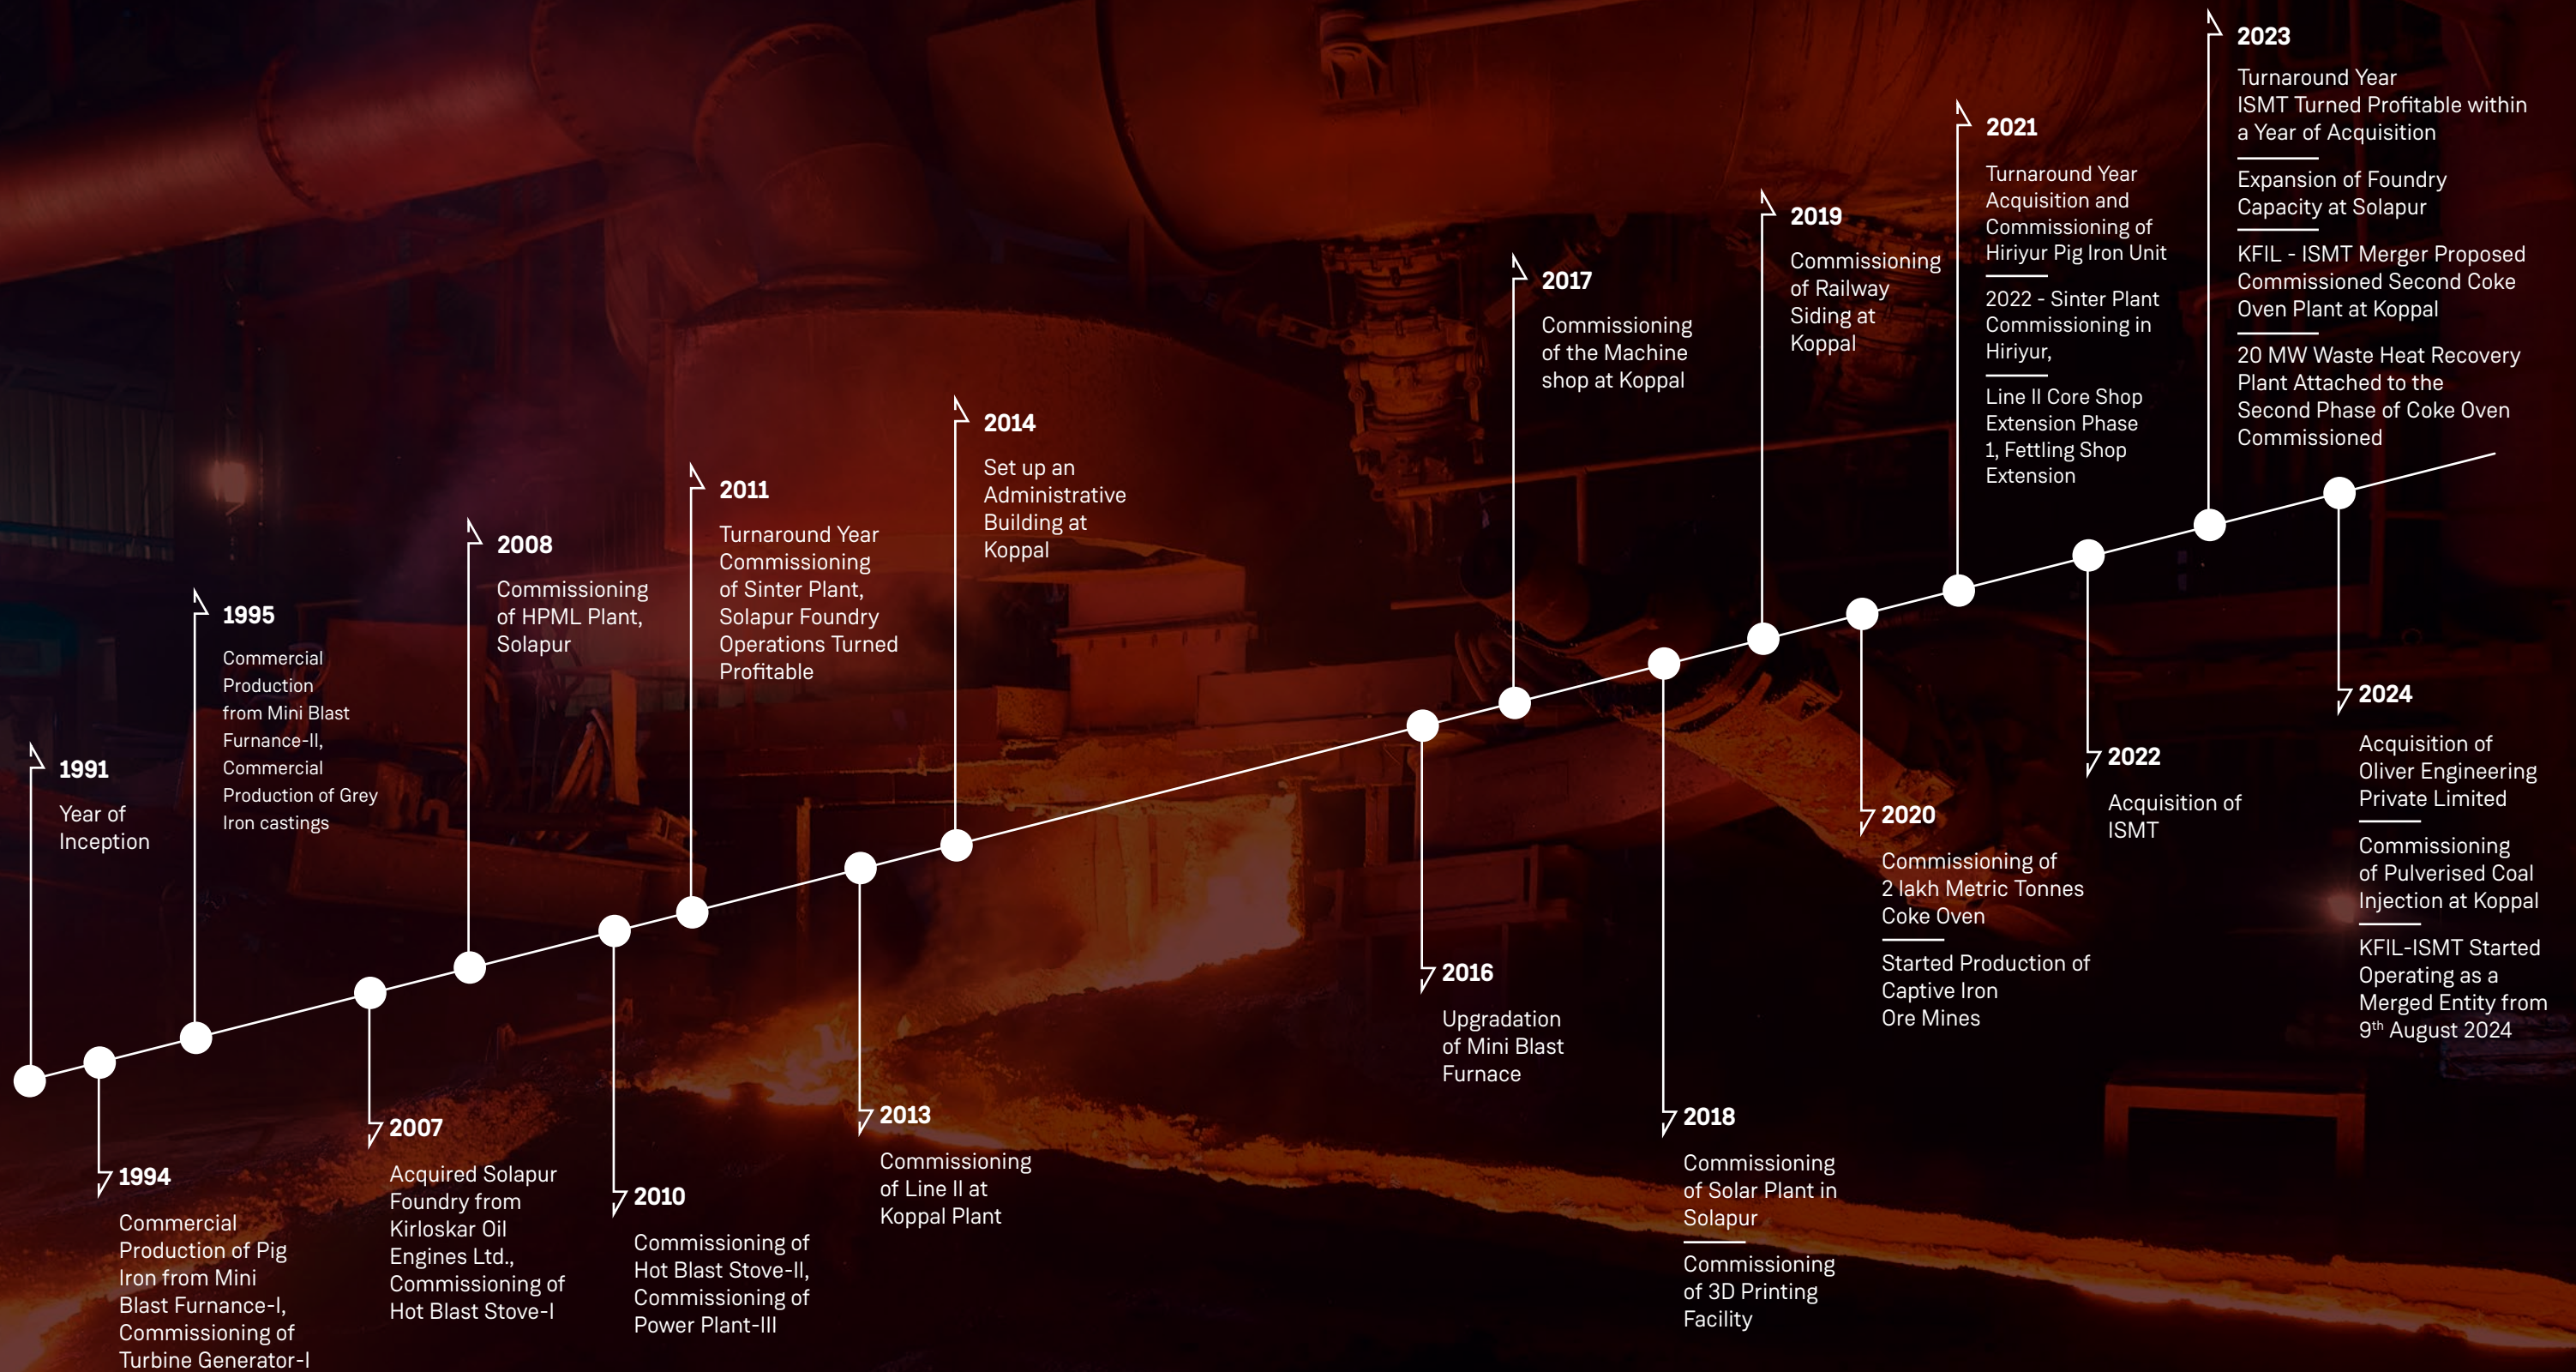 1991
Year of
Inception
1994
Commercial
Production of Pig
Iron from Mini
Blast Furnance-I,
Commissioning of
Turbine Generator-I
1995
Commercial
Production
from Mini Blast
Furnance-II,
Commercial
Production of Grey
Iron castings
2007
Acquired Solapur
Foundry from
Kirloskar Oil
Engines Ltd.,
Commissioning of
Hot Blast Stove-I
2008
Commissioning
of HPML Plant,
Solapur
2010
Commissioning of
Hot Blast Stove-II,
Commissioning of
Power Plant-III
2011
Turnaround Year
Commissioning
of Sinter Plant,
Solapur Foundry
Operations Turned
Profitable
2013
Commissioning
of Line II at
Koppal Plant
2014
Set up an
Administrative
Building at
Koppal
2016
Upgradation
of Mini Blast
Furnace
2017
Commissioning
of the Machine
shop at Koppal
2018
Commissioning
of Solar Plant in
Solapur
Commissioning
of 3D Printing
Facility
2019
Commissioning
of Railway
Siding at
Koppal
2020
Commissioning of
2 lakh Metric Tonnes
Coke Oven
Started Production of
Captive Iron
Ore Mines
2021
Turnaround Year
Acquisition and
Commissioning of
Hiriyur Pig Iron Unit
2022 - Sinter Plant
Commissioning in
Hiriyur,
Line II Core Shop
Extension Phase
1, Fettling Shop
Extension
2022
Acquisition of
ISMT
2023
Turnaround Year
ISMT Turned Profitable within
a Year of Acquisition
Expansion of Foundry
Capacity at Solapur
KFIL - ISMT Merger Proposed
Commissioned Second Coke
Oven Plant at Koppal
20 MW Waste Heat Recovery
Plant Attached to the
Second Phase of Coke Oven
Commissioned
2024
Acquisition of
Oliver Engineering
Private Limited
Commissioning
of Pulverised Coal
Injection at Koppal
KFIL-ISMT Started
Operating as a
Merged Entity from
9th August 2024